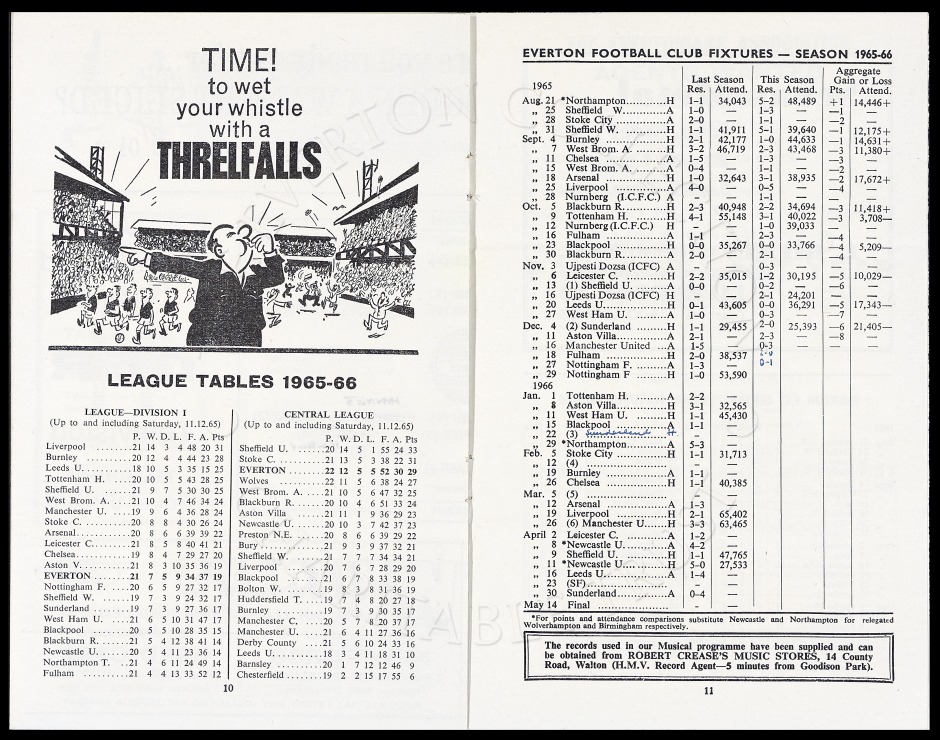 TIME!
to wet
your whistle
with a
THRELFALLS
LEAGUE TABLES 1965-66
LEAGUE—DIVISION I
(Up to and including Saturday, 11.12.65)
P. W. D. L. F. A. Pts
Liverpool ........21 14 3 4 48 20 31
Burnley ..........20 12 4 4 44 23 28
Leeds U. .........18 10 5 3 35 15 25
Tottenham H. .....20 10 5 5 43 28 25
Sheffield U. .....21 9 7 5 30 30 25
West Brom. A. ....21 10 4 7 46 34 24
Manchester U. ....19 9 6 4 36 28 24
Stoke C. .........20 8 8 4 30 26 24
Arsenal ..........20 8 6 6 39 39 22
Leicester C. .....21 8 5 8 40 41 21
Chelsea ..........19 8 4 7 29 27 20
Aston V. .........21 8 3 10 35 36 19
EVERTON ........21 7 5 9 34 37 19
Nottingham F. ....20 6 5 9 27 32 17
Sheffield W. .....19 7 3 9 24 32 17
Sunderland .......19 7 3 9 27 36 17
West Ham U. ......21 6 5 10 31 47 17
Blackpool ........20 5 5 10 28 35 15
Blackburn R. .....21 5 4 12 38 41 14
Newcastle U. .....20 5 4 11 23 36 14
Northampton T. ...21 4 6 11 24 49 14
Fulham ...........21 4 4 13 33 52 12
CENTRAL LEAGUE
(Up to and including Saturday, 11.12.65)
P. W. D. L. F. A. Pts
Sheffield U. .....20 14 5 1 55 24 33
Stoke C. .........21 13 5 3 38 22 31
EVERTON ........22 12 5 5 52 30 29
Wolves ...........22 11 5 6 38 24 27
West Brom. A. ....21 10 5 6 47 32 25
Blackburn R. .....20 10 4 6 51 33 24
Aston Villa ......21 11 1 9 36 29 23
Newcastle U. .....20 10 3 7 42 37 23
Preston N.E. .....20 8 6 6 39 29 22
Bury .............21 9 3 9 37 32 21
Sheffield W. .....21 7 7 7 34 34 21
Liverpool ........20 7 6 7 28 29 20
Blackpool ........21 6 7 8 33 38 19
Bolton W. ........19 8 3 8 31 36 19
Huddersfield T. ..19 7 4 8 20 27 18
Burnley ..........19 7 3 9 30 35 17
Manchester C. ....20 5 7 8 20 37 17
Manchester U. ....21 6 4 11 27 36 16
Derby County .....21 5 6 10 24 33 16
Leeds U. .........18 3 4 11 18 31 10
Barnsley .........20 1 7 12 12 46 9
Chesterfield .....19 2 2 15 17 55 6
10
EVERTON FOOTBALL CLUB FIXTURES — SEASON 1965-66
Last Season This Season Aggregate Gain or Loss
1965 Res. Attend. Res. Attend. Pts. Attend.
Aug. 21 *Northampton ..........H 1–1 34,043 5–2 48,489 +1 14,446+
„ 25 Sheffield W. ..........A 1–0 — 1–3 — —1 —
„ 28 Stoke City ..........A 2–0 — 1–1 — —2 —
„ 31 Sheffield W. ..........H 1–1 41,911 5–1 39,640 —1 12,175+
Sept. 4 Burnley ..........H 2–1 42,177 1–0 44,633 —1 14,631+
„ 7 West Brom. A. ..........H 3–2 46,719 2–3 43,468 —3 11,380+
„ 11 Chelsea ..........A 1–5 — 1–3 — —3 —
„ 15 West Brom. A. ..........A 0–4 — 1–1 — —2 —
„ 18 Arsenal ..........H 1–0 32,643 3–1 38,935 —2 17,672+
„ 25 Liverpool ..........A 4–0 — 0–5 — —4 —
„ 28 Nurnberg (I.C.F.C.) A – — 1–1 —
Oct. 5 Blackburn R. ..........H 2–3 40,948 2–2 34,694 —3 11,418+
„ 9 Tottenham H. ..........H 4–1 55,148 3–1 40,022 —3 3,708—
„ 12 Nurnberg (I.C.F.C.) H – — 1–0 39,033
„ 16 Fulham ..........A 1–1 — 2–3 — —4 —
„ 23 Blackpool ..........H 0–0 35,267 0–0 33,766 —4 5,209—
„ 30 Blackburn R. ..........A 2–0 — 2–1 — —4 —
Nov. 3 Ujpesti Dozsa (ICFC) A – — 0–3 —
„ 6 Leicester C. ..........H 2–2 35,015 1–2 30,195 —5 10,029—
„ 13 (1) Sheffield U. ..........A 0–0 — 0–2 — —6 —
„ 16 Ujpesti Dozsa (ICFC) H – — 2–1 24,201 — —
„ 20 Leeds U. ..........H 0–1 43,605 0–0 36,291 —5 17,343—
„ 27 West Ham U. ..........A 1–0 — 0–3 — —7 —
Dec. 4 (2) Sunderland ..........H 1–1 29,455 2–0 25,393 —6 21,405—
„ 11 Aston Villa ..........A 2–1 — 2–3 — —8 —
„ 16 Manchester United ...A 1–5 — 0–3 — — —
„ 18 Fulham ..........H 2–0 38,537 2-0
„ 27 Nottingham F. ..........A 1–3 — 0-1
„ 29 Nottingham F ..........H 1–0 53,590
1966
Jan. 1 Tottenham H. ..........A 2–2 —
„ 8 Aston Villa ..........H 3–1 32,565
„ 11 West Ham U. ..........H 1–1 45,430
„ 15 Blackpool ..........A 1–1 —
„ 22 (3) Sunderland H. – —
„ 29 *Northampton ..........A 5–3 —
Feb. 5 Stoke City ..........H 1–1 31,713
„ 12 (4) .......... – —
„ 19 Burnley ..........A 1–1 —
„ 26 Chelsea ..........H 1–1 40,385
Mar. 5 (5) .......... —
„ 12 Arsenal ..........A 1–3 —
„ 19 Liverpool ..........H 2–1 65,402
„ 26 (6) Manchester U. ......H 3–3 63,465
April 2 Leicester C. ..........A 1–2 —
„ 8 *Newcastle U. ..........A 4–2 —
„ 9 Sheffield U. ..........H 1–1 47,765
„ 11 *Newcastle U. ..........H 5–0 27,533
„ 16 Leeds U. ..........A 1–4 —
„ 23 (SF) .......... – —
„ 30 Sunderland ..........A 0–4 —
May 14 Final .......... – —
*For points and attendance comparisons substitute Newcastle and Northampton for relegated
Wolverhampton and Birmingham respectively.
The records used in our Musical programme have been supplied and can
be obtained from ROBERT CREASE'S MUSIC STORES, 14 County
Road, Walton (H.M.V. Record Agent—5 minutes from Goodison Park).
11